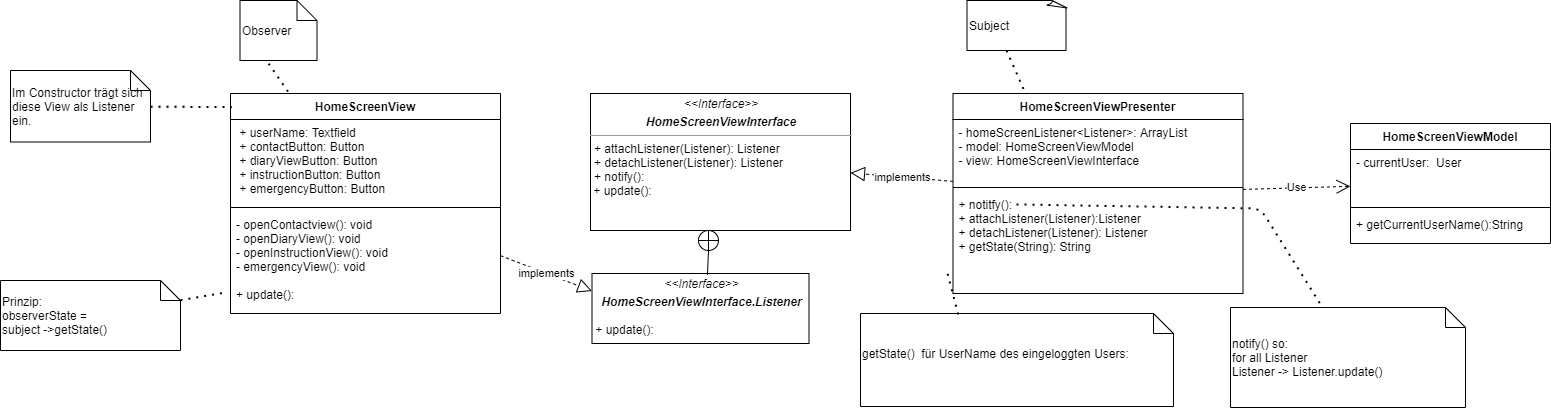 Observer
Subject
Im Constructor trägt sich
diese View als Listener
ein.
HomeScreenView
+ userName: Textfield
+ contactButton: Button
+ diaryViewButton: Button
+ instructionButton: Button
+ emergencyButton: Button
- openContactview(): void
- openDiaryView(): void
- openInstructionView(): void
- emergencyView(): void
+ update():
Prinzip:
observerState =
subject ->getState()
implements
<<Interface>>
HomeScreenViewInterface
+ attachListener(Listener): Listener
+ detachListener(Listener): Listener
+ notify():
+ update():
<<Interface>>
HomeScreenViewInterface.Listener
+ update():
implements
HomeScreenViewPresenter
- homeScreenListener<Listener>: ArrayList
- model: HomeScreenViewModel
- view: HomeScreenViewInterface
+ notitfy():
+ attachListener(Listener):Listener
+ detachListener(Listener): Listener
+ getState(String): String
Use
HomeScreenViewModel
- currentUser: User
+ getCurrentUserName():String
getState() für UserName des eingeloggten Users:
notify() so:
for all Listener
Listener -> Listener.update()